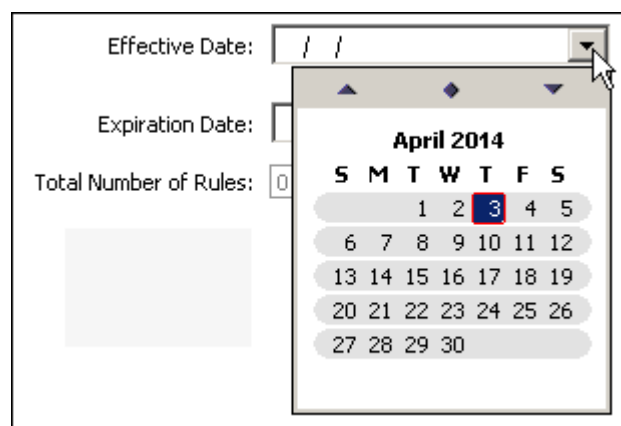 Effective Date: / /
Expiration Date:
April 2014
S M T W T F S
Total Number of Rules: 0
1 2 3 4 5
6 7 8 9 10 11 12
13 14 15 16 17 18 19
20 21 22 23 24 25 26
27 28 29 30